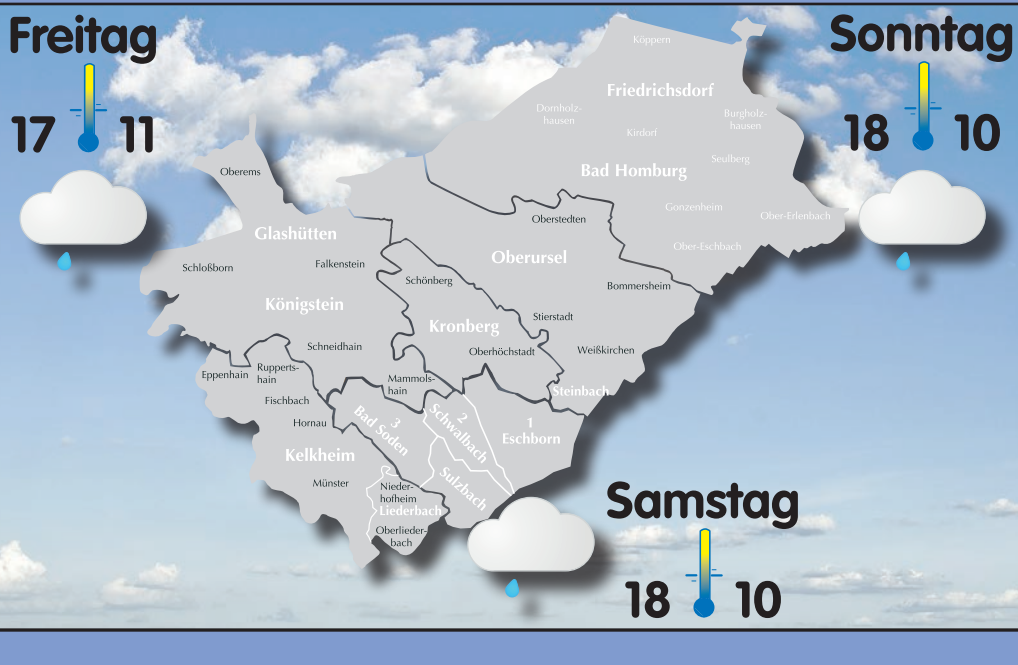 Freitag
17 11
Sonntag
18 10
Köppern
Friedrichsdorf
Dornholz-
hausen
Burgholz-
hausen
Kirdorf
Seulberg
Bad Homburg
Oberems
Gonzenheim
Ober-Erlenbach
Oberstedten
Glashütten
Ober-Eschbach
Oberursel
Schloßborn
Falkenstein
Schönberg
Bommersheim
Königstein
Stierstadt
Kronberg
Schneidhain
Oberhöchstadt
Weißkirchen
Eppenhain
Rupperts-
hain
Mammols-
hain
Steinbach
Fischbach
Hornau
3
Bad Soden
2
Schwalbach
1
Eschborn
Kelkheim
Münster
Nieder-
hofheim
Sulzbach
Liederbach
Oberlieder-
bach
Samstag
18 10